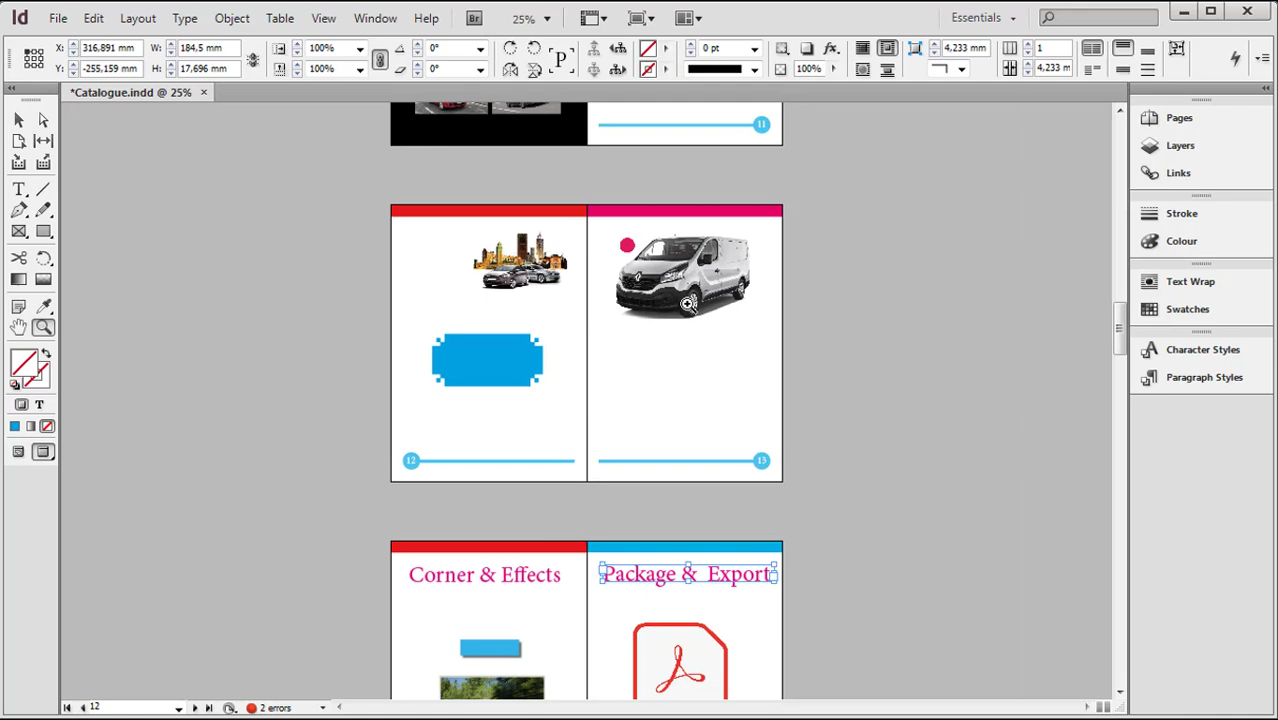 Id File Edit Layout Type Object Table View Window Help Br 25% Essentials
X: 316,891 mm W: 184,5 mm 100% 0° P 0 pt fx. 4,233 mm 1
Y: -255,159 mm H: 17,696 mm 100% 0° 100% 4,233 m
*Catalogue.indd @ 25% ×
11
Pages
Layers
Links
Stroke
Colour
Text Wrap
Swatches
Character Styles
Paragraph Styles
T
T
12
13
Corner & Effects
Package & Export
12
2 errors